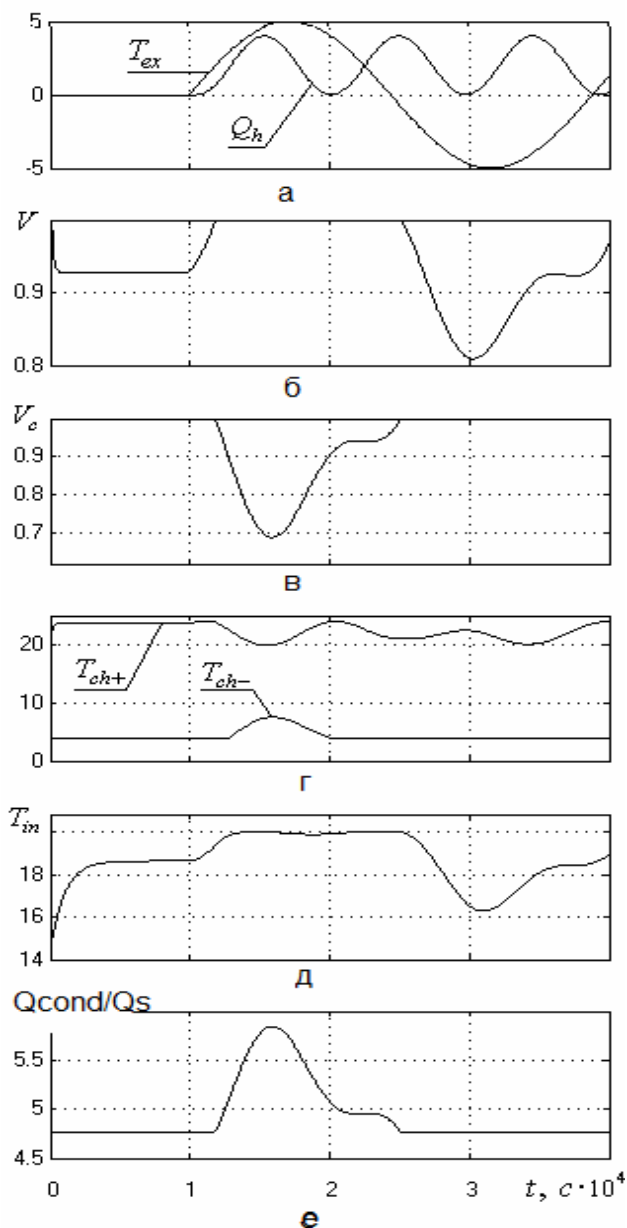 5
T_ex
0
Q_h
-5
а
V
0.9
0.8
б
V_c
0.9
0.8
0.7
в
20
T_ch+
T_ch-
10
0
г
T_in
18
16
14
д
Qcond/Qs
5.5
5
4.5
0 1 2 3 t, c·10^4
е